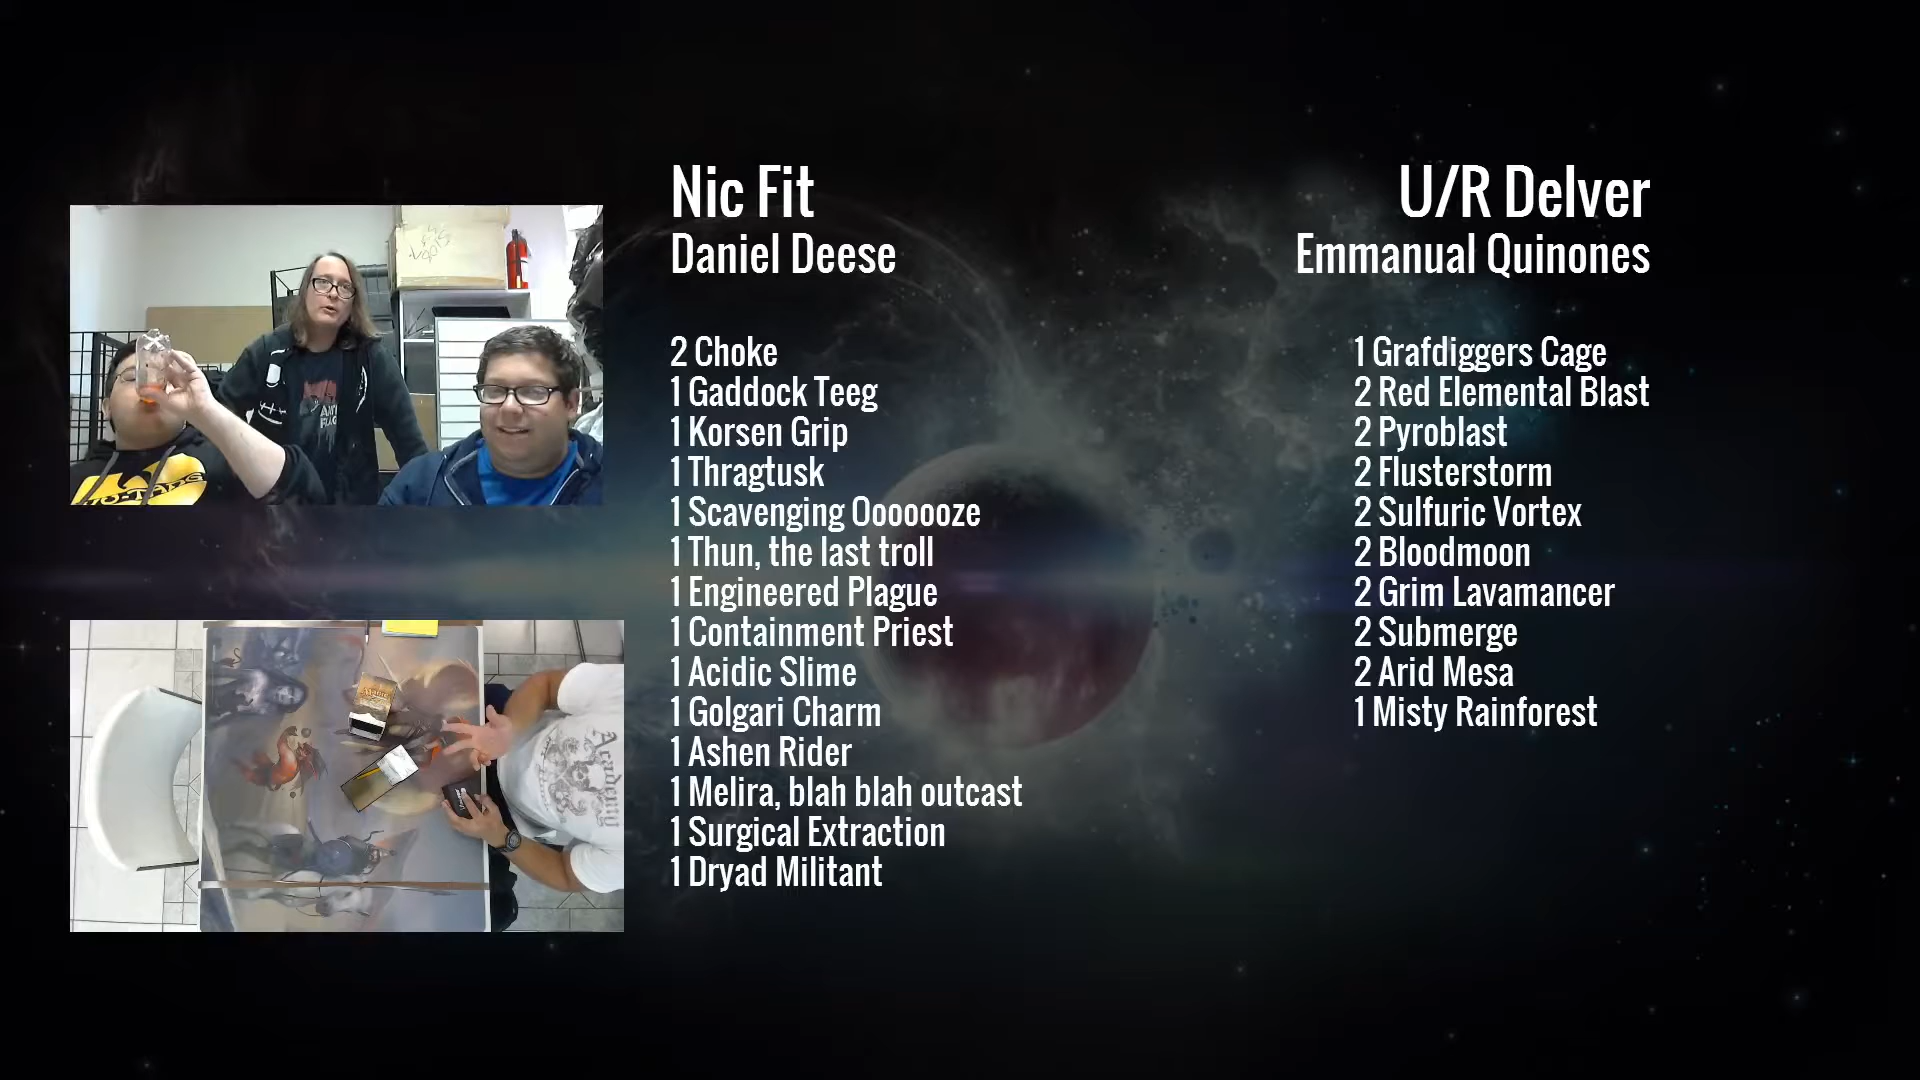 Nic Fit
Daniel Deese
2 Choke
1 Gaddock Teeg
1 Korsen Grip
1 Thragtusk
1 Scavenging Ooooooze
1 Thun, the last troll
1 Engineered Plague
1 Containment Priest
1 Acidic Slime
1 Golgari Charm
1 Ashen Rider
1 Melira, blah blah outcast
1 Surgical Extraction
1 Dryad Militant
U/R Delver
Emmanual Quinones
1 Grafdiggers Cage
2 Red Elemental Blast
2 Pyroblast
2 Flusterstorm
2 Sulfuric Vortex
2 Bloodmoon
2 Grim Lavamancer
2 Submerge
2 Arid Mesa
1 Misty Rainforest
Academy